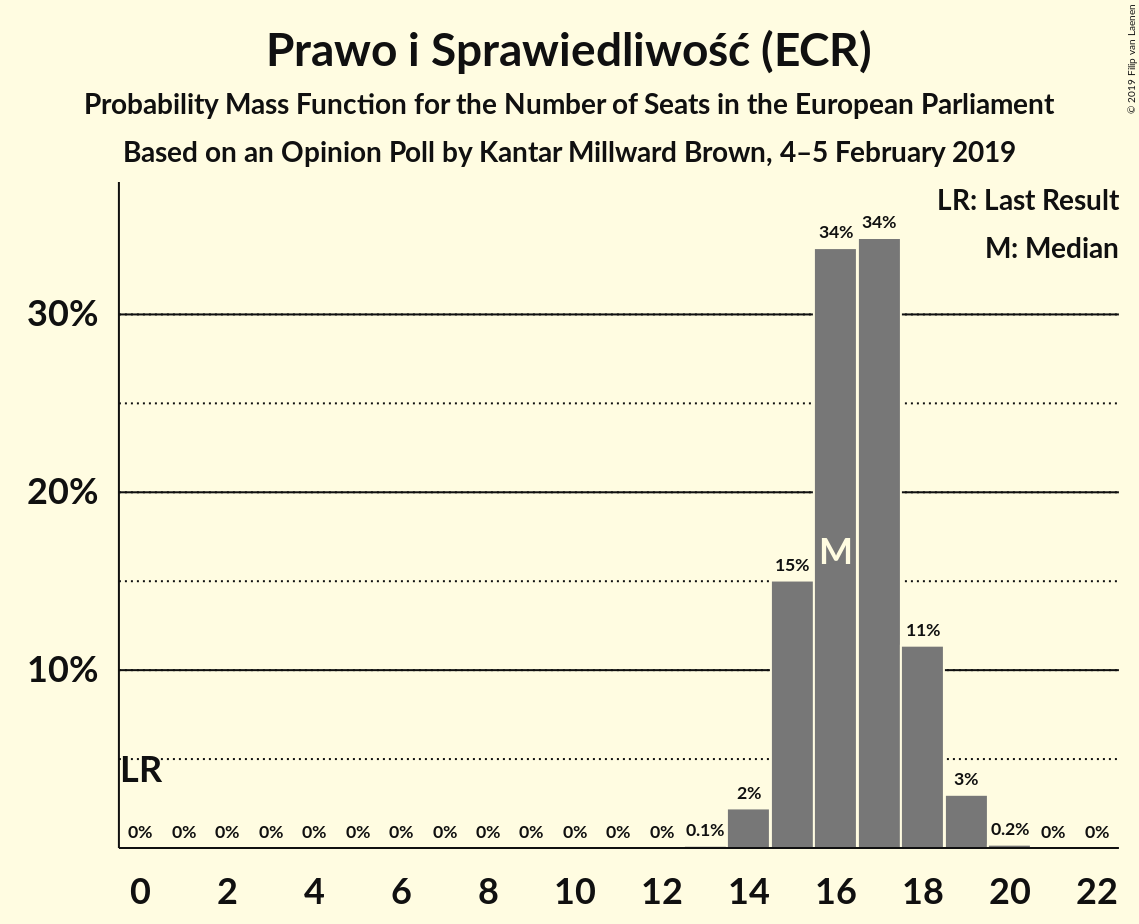 Prawo i Sprawiedliwość (ECR)
Probability Mass Function for the Number of Seats in the European Parliament
Based on an Opinion Poll by Kantar Millward Brown, 4–5 February 2019
© 2019 Filip van Laenen
LR: Last Result
M: Median
34%
34%
30%
20%
M
15%
11%
10%
LR
3%
2%
0% 0% 0% 0% 0% 0% 0% 0% 0% 0% 0% 0% 0% 0.1% 0.2% 0% 0%
0 2 4 6 8 10 12 14 16 18 20 22